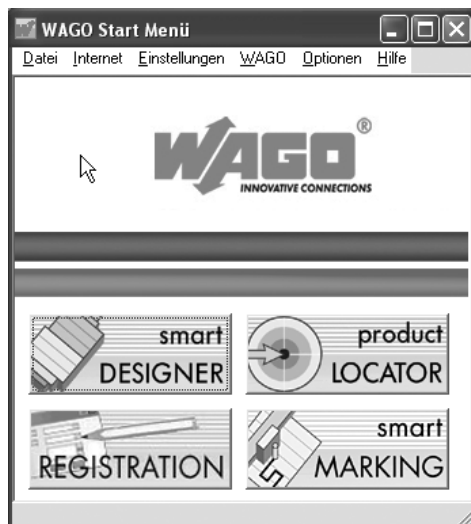 WAGO Start Menü
Datei Internet Einstellungen WAGO Optionen Hilfe
WAGO®
INNOVATIVE CONNECTIONS
smart
DESIGNER
product
LOCATOR
REGISTRATION
smart
MARKING